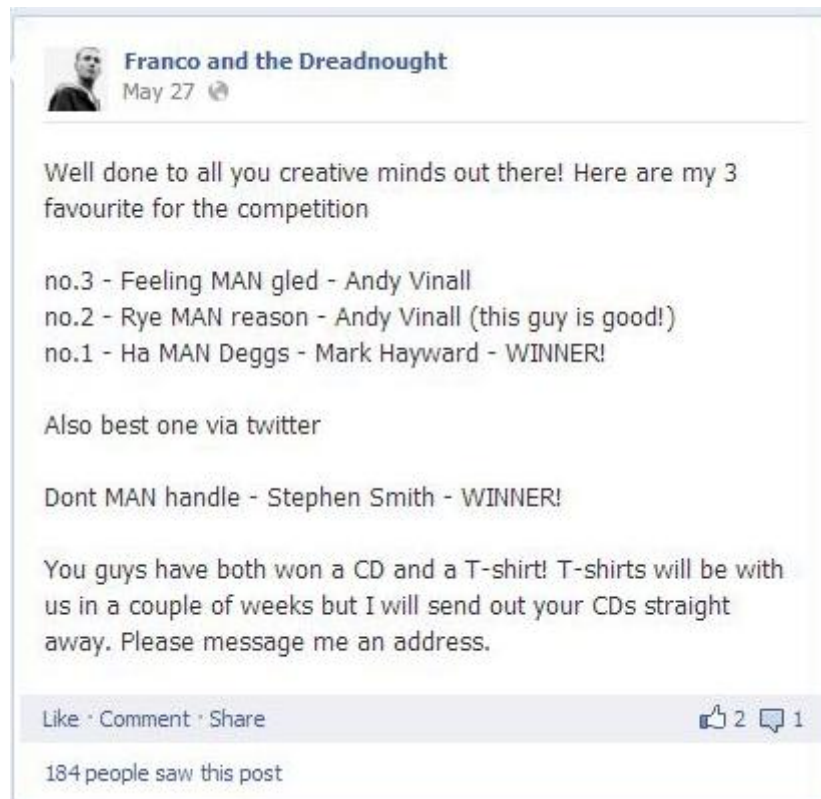 Franco and the Dreadnought
May 27
Well done to all you creative minds out there! Here are my 3
favourite for the competition
no.3 - Feeling MAN gled - Andy Vinall
no.2 - Rye MAN reason - Andy Vinall (this guy is good!)
no.1 - Ha MAN Deggs - Mark Hayward - WINNER!
Also best one via twitter
Dont MAN handle - Stephen Smith - WINNER!
You guys have both won a CD and a T-shirt! T-shirts will be with
us in a couple of weeks but I will send out your CDs straight
away. Please message me an address.
Like · Comment · Share 2 1
184 people saw this post